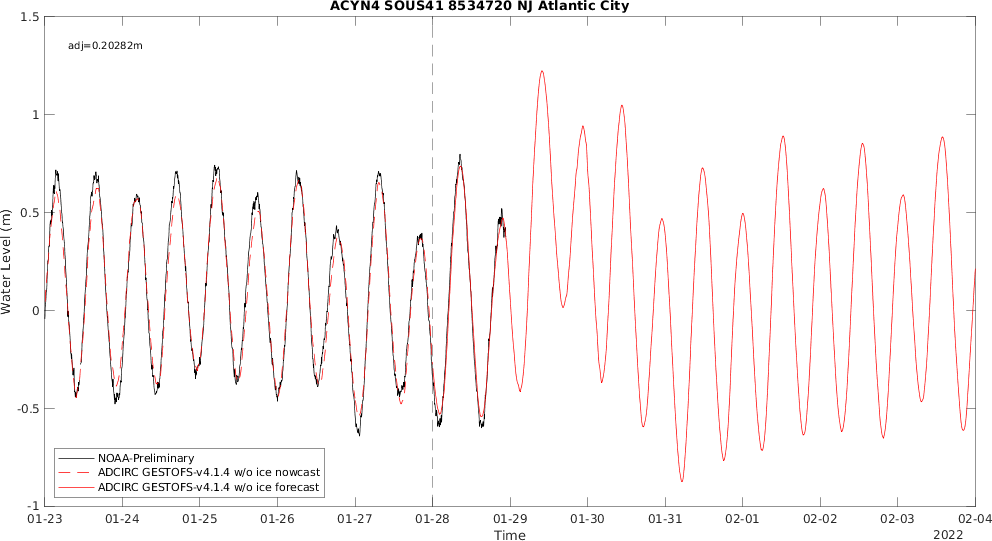 ACYN4 SOUS41 8534720 NJ Atlantic City
1.5
adj=0.20282m
1
0.5
0
-0.5
-1
Water Level (m)
NOAA-Preliminary
ADCIRC GESTOFS-v4.1.4 w/o ice nowcast
ADCIRC GESTOFS-v4.1.4 w/o ice forecast
01-23 01-24 01-25 01-26 01-27 01-28 01-29 01-30 01-31 02-01 02-02 02-03 02-04
Time
2022